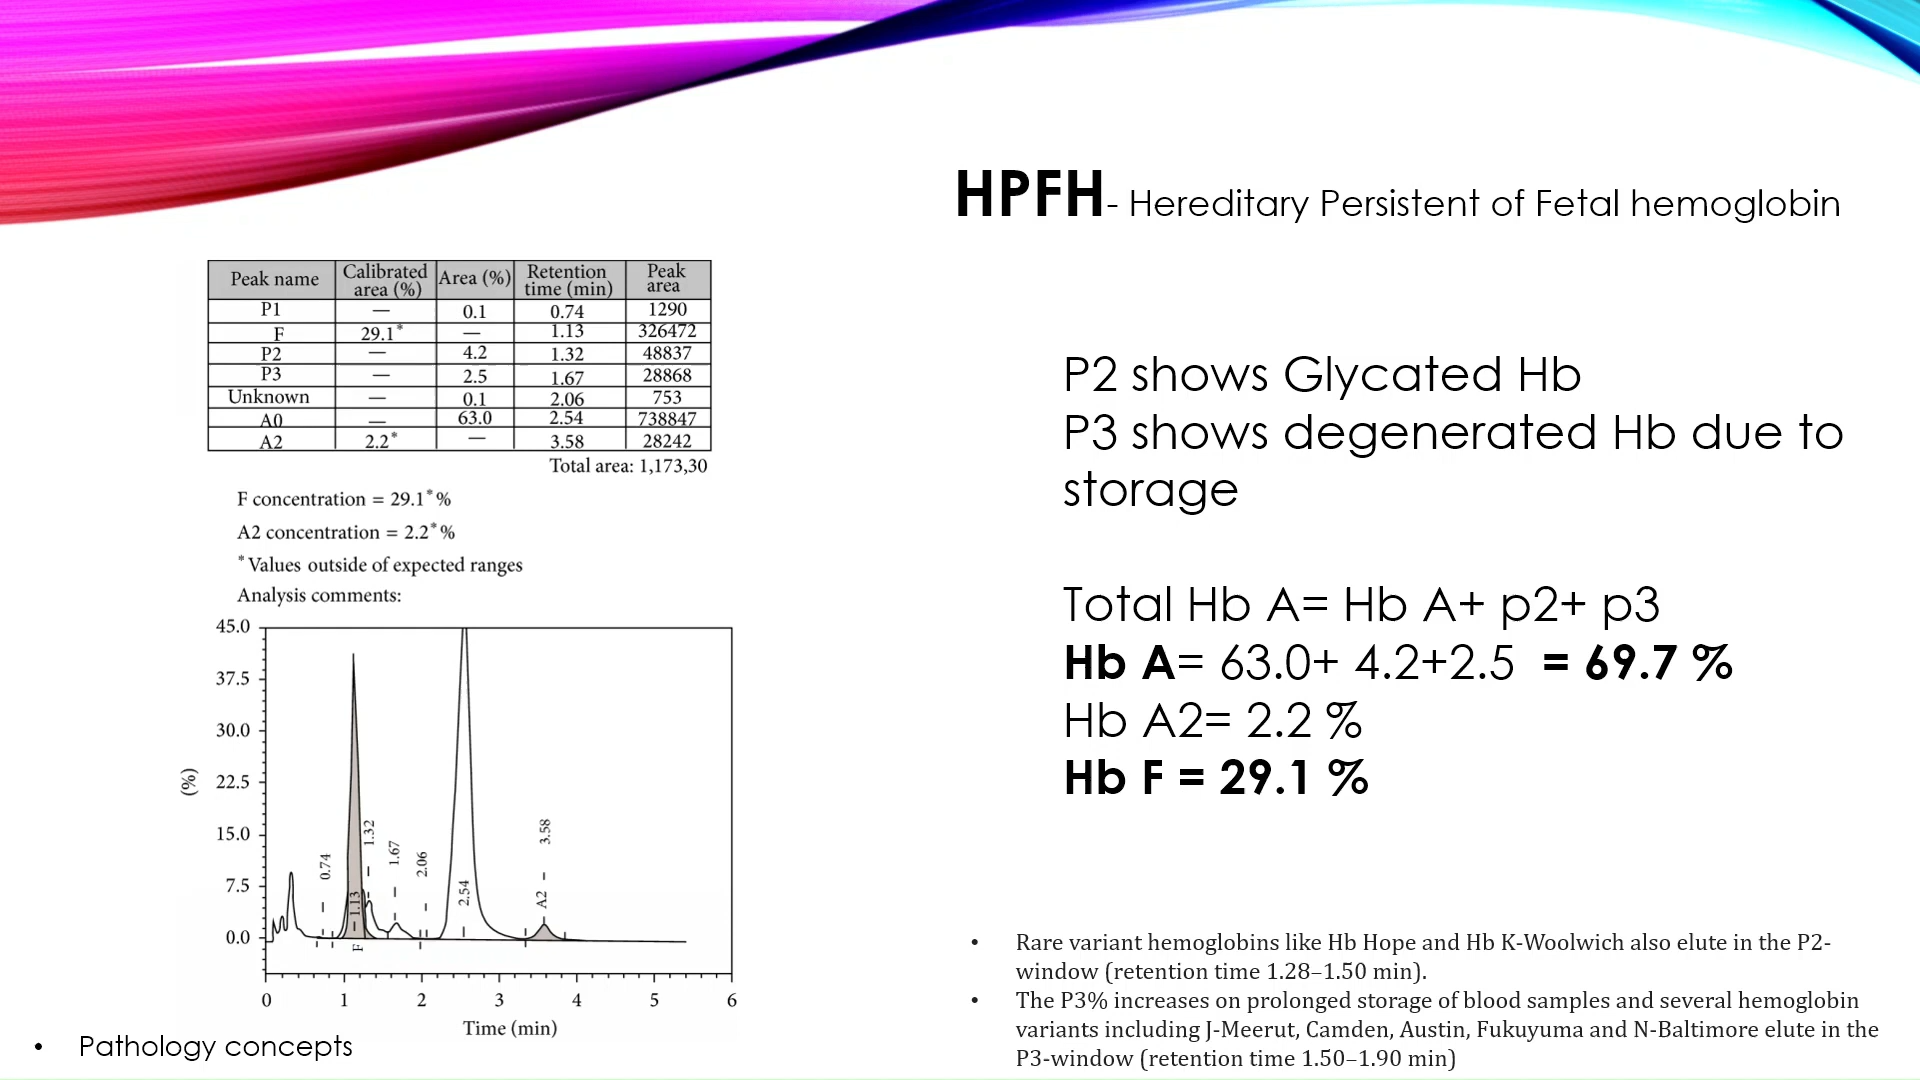 HPFH- Hereditary Persistent of Fetal hemoglobin
Peak name Calibrated area (%) Area (%) Retention time (min) Peak area
P1 — 0.1 0.74 1290
F 29.1* — 1.13 326472
P2 — 4.2 1.32 48837
P3 — 2.5 1.67 28868
Unknown — 0.1 2.06 753
A0 — 63.0 2.54 738847
A2 2.2* — 3.58 28242
Total area: 1,173,30
F concentration = 29.1*%
A2 concentration = 2.2*%
*Values outside of expected ranges
Analysis comments:
45.0
37.5
30.0
22.5
15.0
7.5
0.0
(%)
0.74
1.13
F
1.32
1.67
2.06
2.54
A2
3.58
0 1 2 3 4 5 6
Time (min)
P2 shows Glycated Hb
P3 shows degenerated Hb due to
storage
Total Hb A= Hb A+ p2+ p3
Hb A= 63.0+ 4.2+2.5 = 69.7 %
Hb A2= 2.2 %
Hb F = 29.1 %
• Rare variant hemoglobins like Hb Hope and Hb K-Woolwich also elute in the P2-
window (retention time 1.28–1.50 min).
• The P3% increases on prolonged storage of blood samples and several hemoglobin
variants including J-Meerut, Camden, Austin, Fukuyuma and N-Baltimore elute in the
P3-window (retention time 1.50–1.90 min)
• Pathology concepts